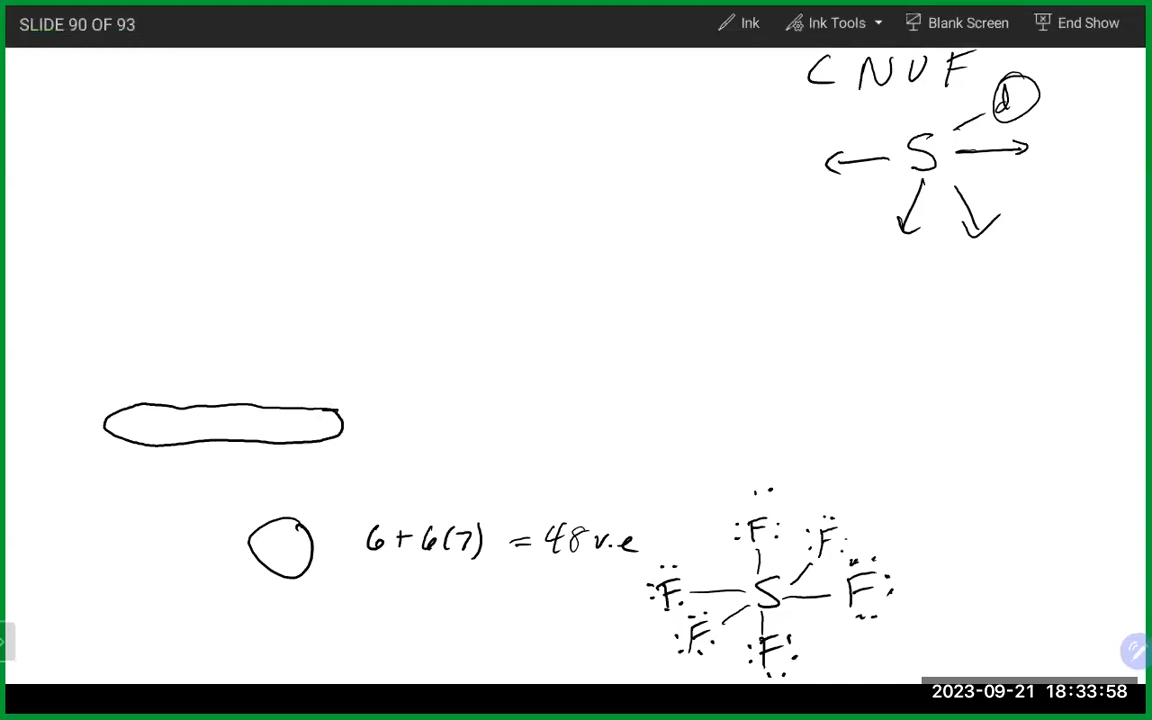 SLIDE 90 OF 93
Ink
Ink Tools
Blank Screen
End Show
C N O F
d
S
6 + 6(7) = 48 v.e
:F:
:F:
:F
S
F:
:F
:F:
2023-09-21 18:33:58